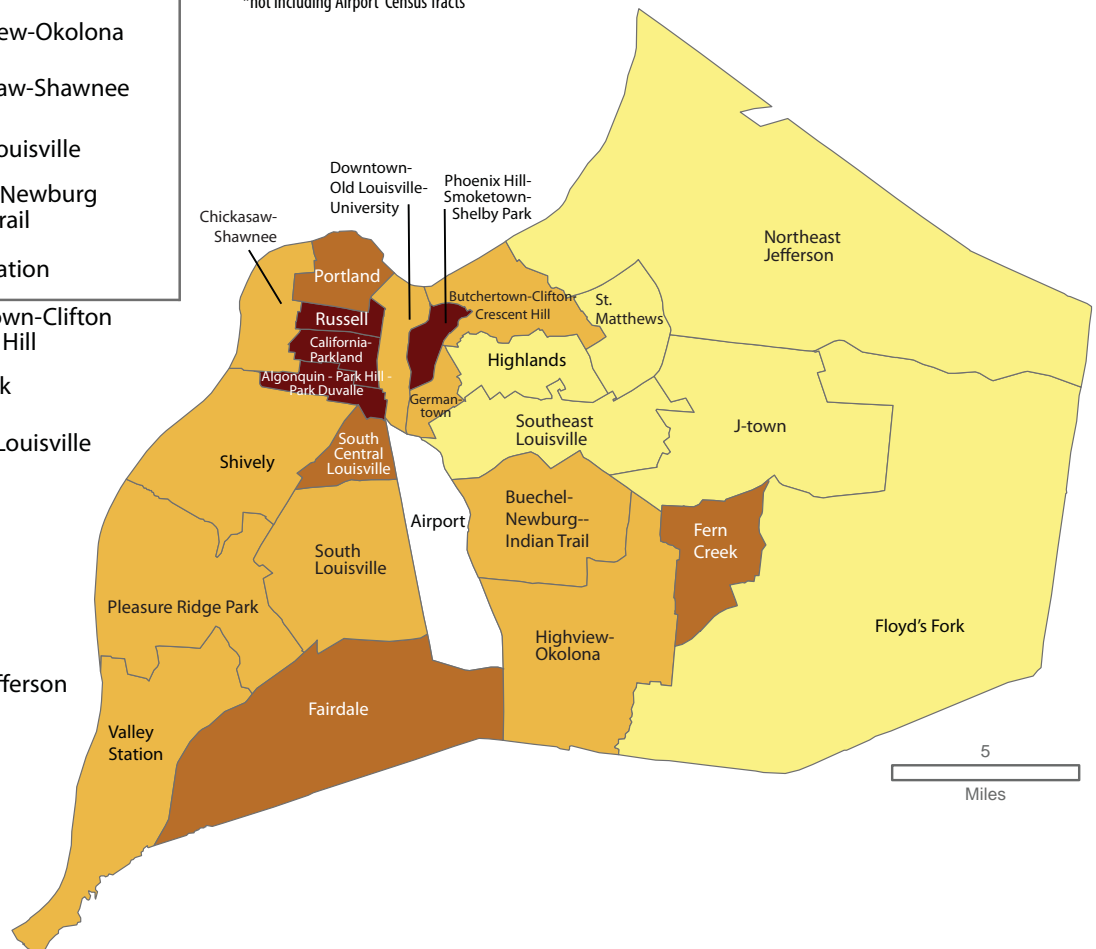 *not including Airport Census Tracts
ew-Okolona
aw-Shawnee
ouisville
Newburg
rail
ation
own-Clifton
Hill
k
Louisville
fferson
Downtown-
Old Louisville-
University
Phoenix Hill-
Smoketown-
Shelby Park
Chickasaw-
Shawnee
Portland
Russell
California-
Parkland
Algonquin - Park Hill -
Park Duvalle
Butchertown-Clifton-
Crescent Hill
St.
Matthews
Northeast
Jefferson
Highlands
German-
town
Southeast
Louisville
J-town
South
Central
Louisville
Shively
Airport
Buechel-
Newburg--
Indian Trail
Fern
Creek
South
Louisville
Pleasure Ridge Park
Highview-
Okolona
Floyd's Fork
Fairdale
Valley
Station
5
Miles